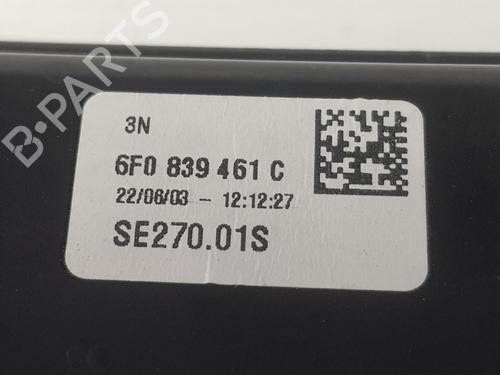 B-PARTS
3N
6F0 839 461 C
22/06/03 - 12:12:27
SE270.01S